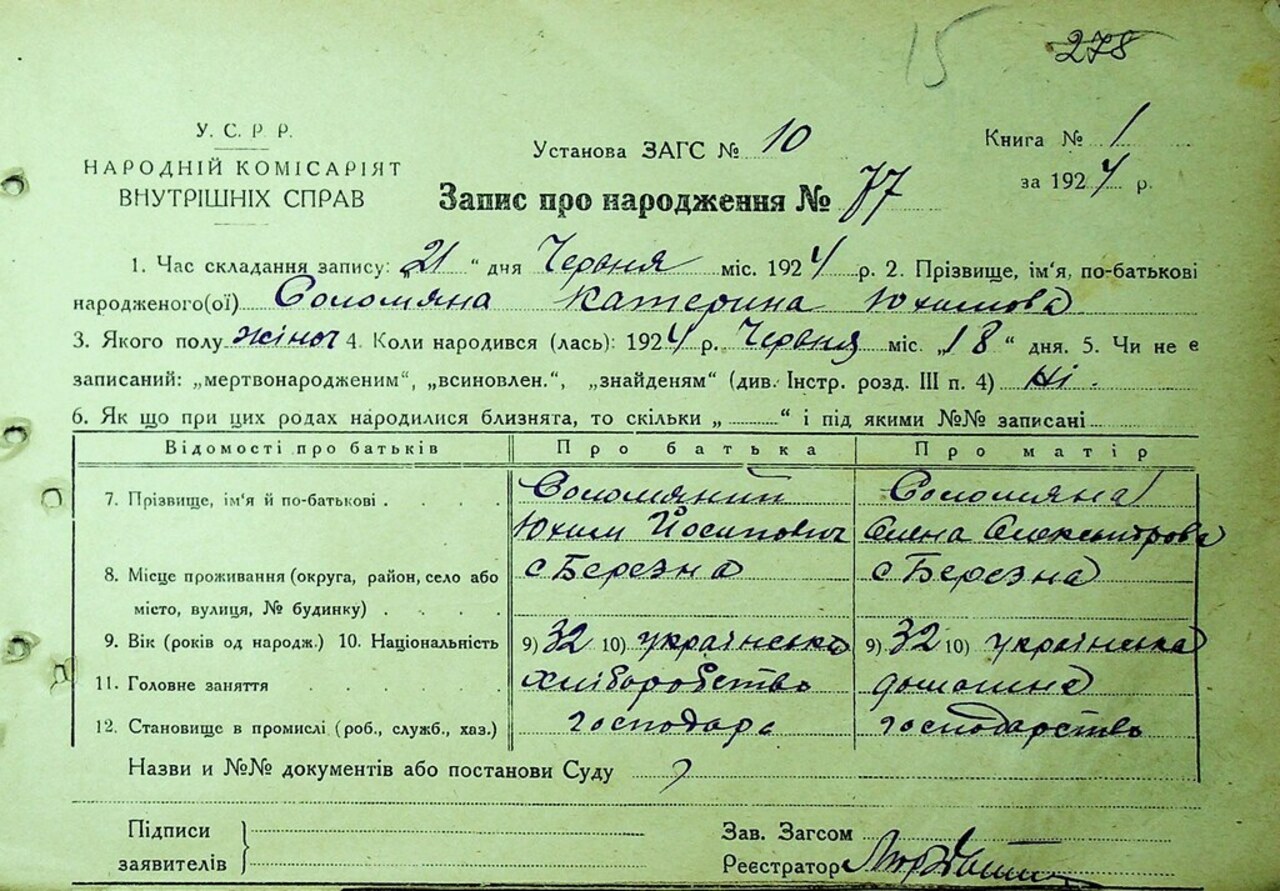 15 278
У. С. Р. Р.
НАРОДНІЙ КОМІСАРІЯТ
ВНУТРІШНІХ СПРАВ
Установа ЗАГС № 10
Книга № 1
за 1924 р.
Запис про народження № 77
1. Час складання запису: 21 " дня Червня міс. 1924 р. 2. Прізвище, ім'я, по-батькові
народженого(ої) Соломяна Катерина Юхимова
3. Якого полу жіноч 4. Коли народився (лась): 1924 р. Червня міс. „18 " дня. 5. Чи не є
записаний: „мертвонародженим", „всиновлен.", „знайденям" (див. Інстр. розд. III п. 4) Ні.
6. Як що при цих родах народилися близнята, то скільки „ " і під якими №№ записані
Відомості про батьків Про батька Про матір
7. Прізвище, ім'я й по-батькові . . . . Соломяний Соломяна
Юхим Йосипович Олена Олександрова
8. Місце проживання (округа, район, село або с Березна с Березна
місто, вулиця, № будинку) . . . .
9. Вік (років од народж.) 10. Національність 9) 32 10) українська 9) 32 10) українська
11. Головне заняття . . . . . хліборобство домашнє
12. Становище в промислі (роб., служб., хаз.) господарь господарство
Назви и №№ документів або постанови Суду
Підписи
заявителів
Зав. Загсом
Реєстратор